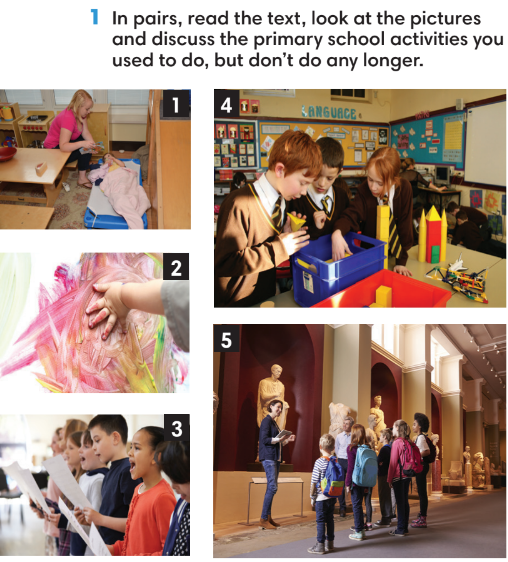 1 In pairs, read the text, look at the pictures
and discuss the primary school activities you
used to do, but don't do any longer.
1
4
LANGUAGE
2
3
5